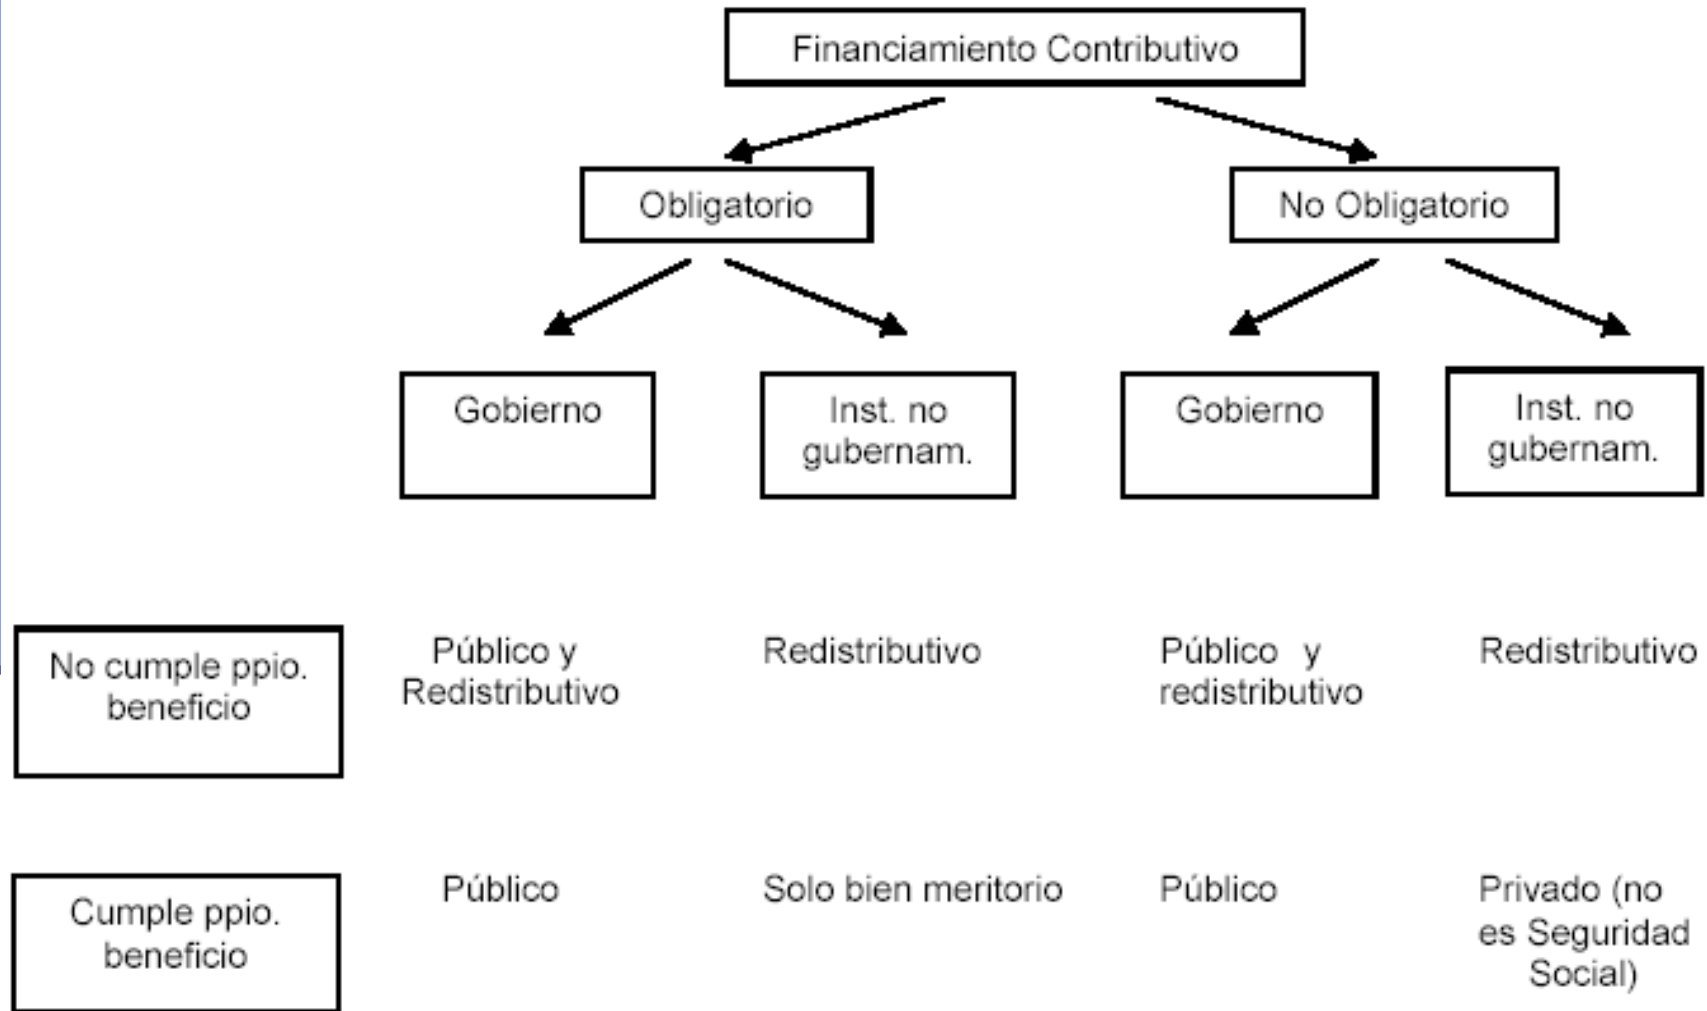 Financiamiento Contributivo
Obligatorio
No Obligatorio
Gobierno
Inst. no
gubernam.
Gobierno
Inst. no
gubernam.
No cumple ppio.
beneficio
Público y
Redistributivo
Redistributivo
Público y
redistributivo
Redistributivo
Cumple ppio.
beneficio
Público
Solo bien meritorio
Público
Privado (no
es Seguridad
Social)